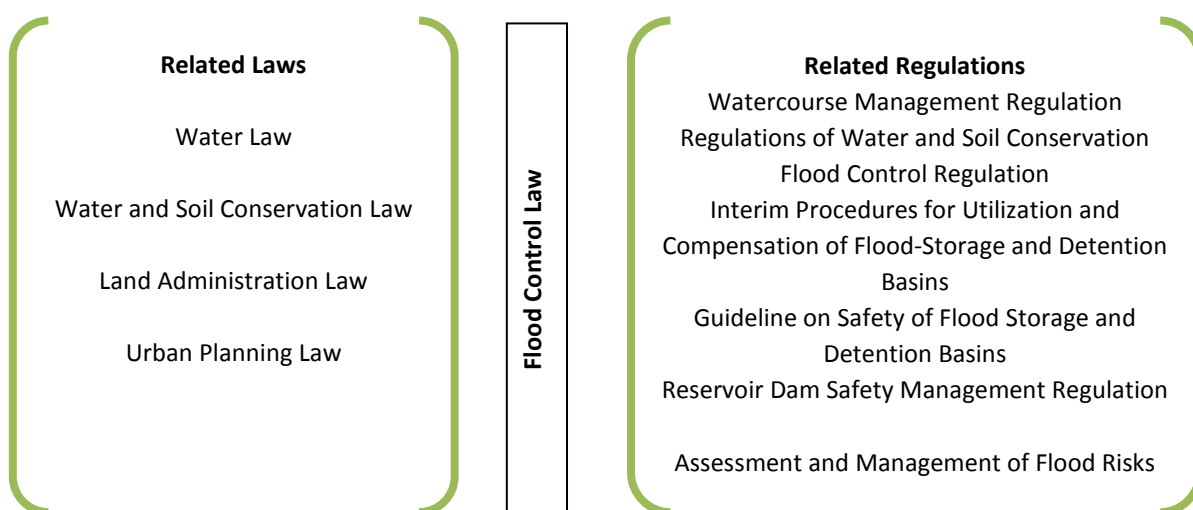 Related Laws
Water Law
Water and Soil Conservation Law
Land Administration Law
Urban Planning Law
Flood Control Law
Related Regulations
Watercourse Management Regulation
Regulations of Water and Soil Conservation
Flood Control Regulation
Interim Procedures for Utilization and
Compensation of Flood-Storage and Detention
Basins
Guideline on Safety of Flood Storage and
Detention Basins
Reservoir Dam Safety Management Regulation
Assessment and Management of Flood Risks